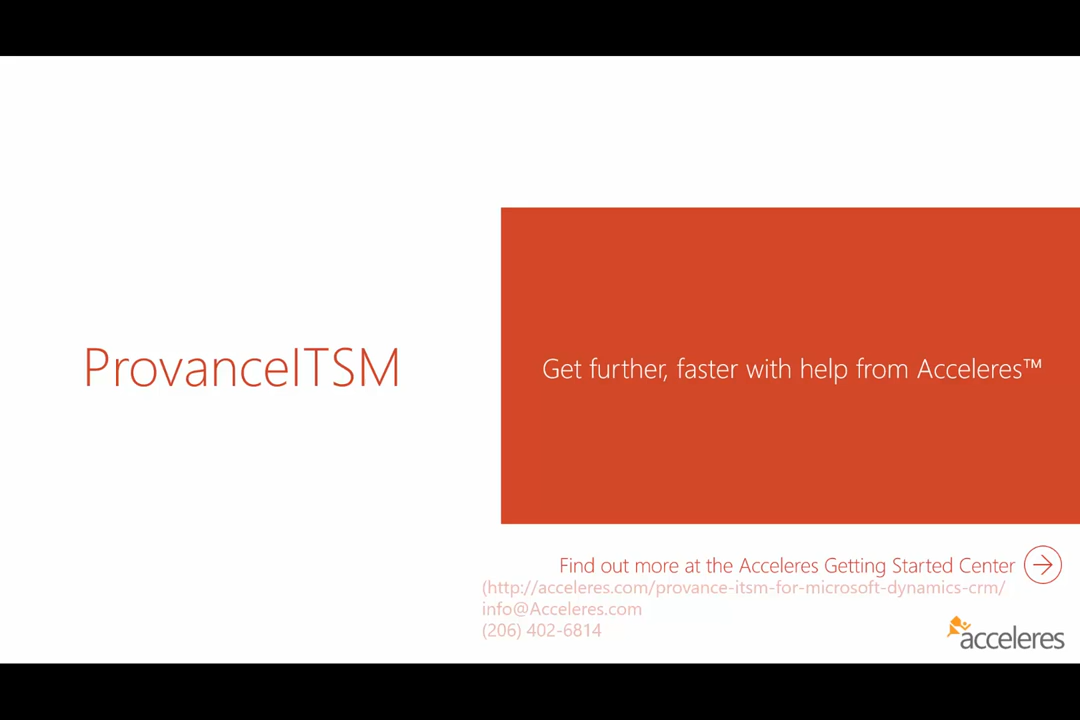 ProvanceITSM
Get further, faster with help from Acceleres™
Find out more at the Acceleres Getting Started Center
(http://acceleres.com/provance-itsm-for-microsoft-dynamics-crm/
info@Acceleres.com
(206) 402-6814
acceleres